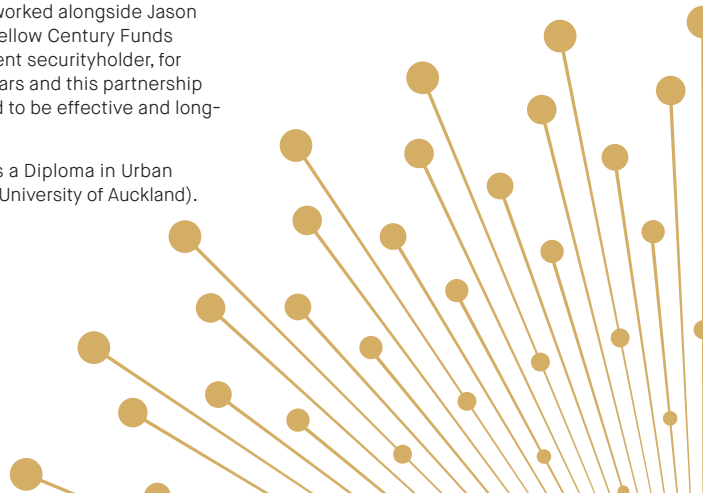 worked alongside Jason
ellow Century Funds
ent securityholder, for
ars and this partnership
d to be effective and long-
s a Diploma in Urban
University of Auckland).